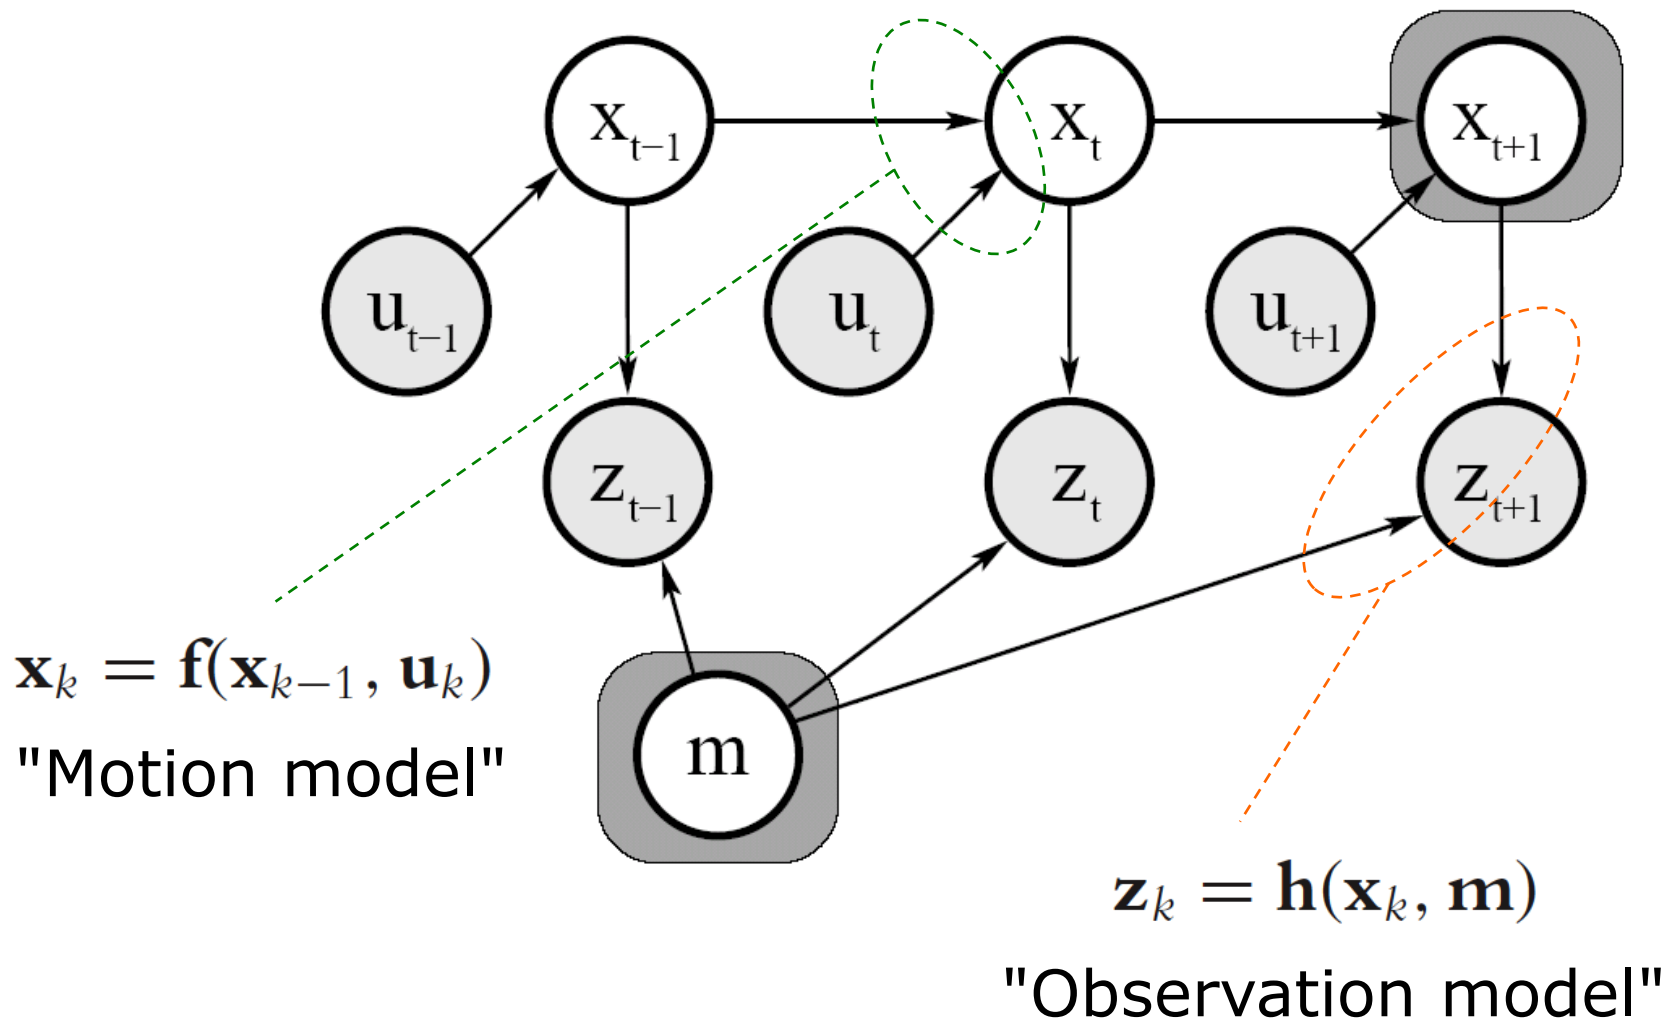 x_{t−1} x_t x_{t+1}
u_{t−1} u_t u_{t+1}
z_{t−1} z_t z_{t+1}
x_k = f(x_{k−1}, u_k)
"Motion model"
m
z_k = h(x_k, m)
"Observation model"